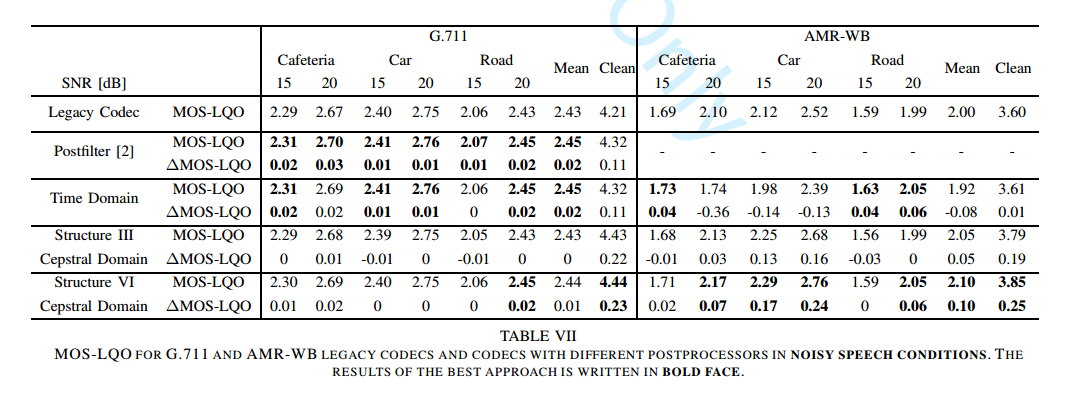 Only
G.711 AMR-WB
Cafeteria Car Road Mean Clean Cafeteria Car Road Mean Clean
SNR [dB] 15 20 15 20 15 20 15 20 15 20 15 20
Legacy Codec MOS-LQO 2.29 2.67 2.40 2.75 2.06 2.43 2.43 4.21 1.69 2.10 2.12 2.52 1.59 1.99 2.00 3.60
Postfilter [2] MOS-LQO 2.31 2.70 2.41 2.76 2.07 2.45 2.45 4.32 - - - - - - - -
ΔMOS-LQO 0.02 0.03 0.01 0.01 0.01 0.02 0.02 0.11
Time Domain MOS-LQO 2.31 2.69 2.41 2.76 2.06 2.45 2.45 4.32 1.73 1.74 1.98 2.39 1.63 2.05 1.92 3.61
ΔMOS-LQO 0.02 0.02 0.01 0.01 0 0.02 0.02 0.11 0.04 -0.36 -0.14 -0.13 0.04 0.06 -0.08 0.01
Structure III MOS-LQO 2.29 2.68 2.39 2.75 2.05 2.43 2.43 4.43 1.68 2.13 2.25 2.68 1.56 1.99 2.05 3.79
Cepstral Domain ΔMOS-LQO 0 0.01 -0.01 0 -0.01 0 0 0.22 -0.01 0.03 0.13 0.16 -0.03 0 0.05 0.19
Structure VI MOS-LQO 2.30 2.69 2.40 2.75 2.06 2.45 2.44 4.44 1.71 2.17 2.29 2.76 1.59 2.05 2.10 3.85
Cepstral Domain ΔMOS-LQO 0.01 0.02 0 0 0 0.02 0.01 0.23 0.02 0.07 0.17 0.24 0 0.06 0.10 0.25
TABLE VII
MOS-LQO FOR G.711 AND AMR-WB LEGACY CODECS AND CODECS WITH DIFFERENT POSTPROCESSORS IN NOISY SPEECH CONDITIONS. THE
RESULTS OF THE BEST APPROACH IS WRITTEN IN BOLD FACE.